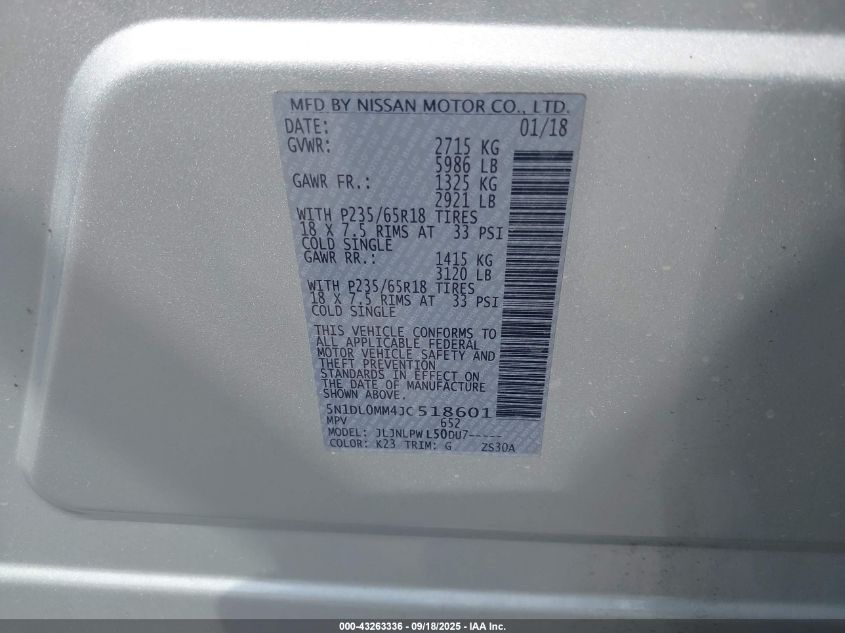 MFD BY NISSAN MOTOR CO., LTD.
DATE: 01/18
GVWR: 2715 KG
5986 LB
GAWR FR.: 1325 KG
2921 LB
WITH P235/65R18 TIRES
18 X 7.5 RIMS AT 33 PSI
COLD SINGLE
GAWR RR.: 1415 KG
3120 LB
WITH P235/65R18 TIRES
18 X 7.5 RIMS AT 33 PSI
COLD SINGLE
THIS VEHICLE CONFORMS TO
ALL APPLICABLE FEDERAL
MOTOR VEHICLE SAFETY AND
THEFT PREVENTION
STANDARDS IN EFFECT ON
THE DATE OF MANUFACTURE
SHOWN ABOVE.
5N1DL0MM4JC518601
MPV 652
MODEL: JLJNLPW L50DU7-----
COLOR: K23 TRIM: G ZS30A
000-43263336 - 09/18/2025 - IAA Inc.